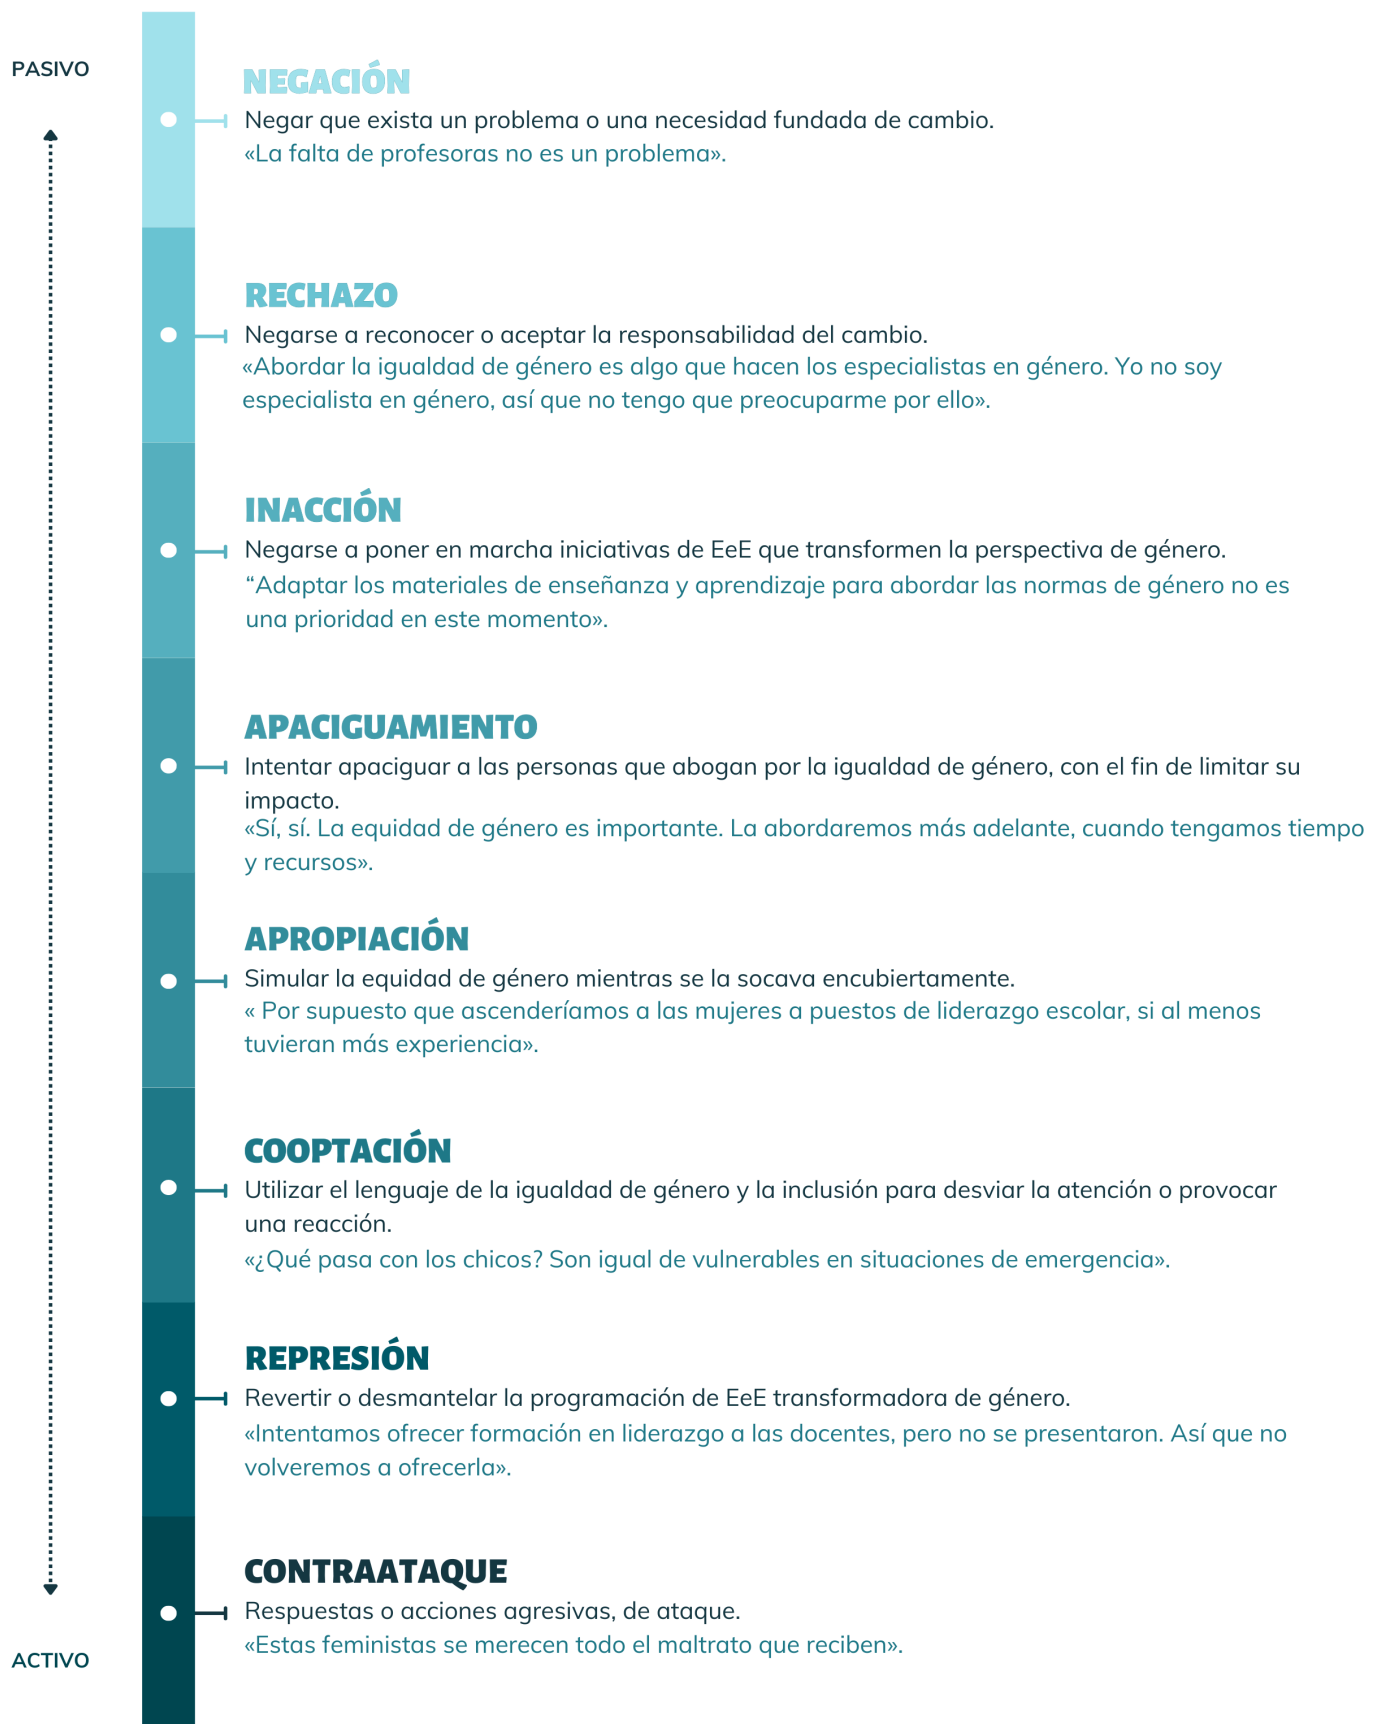 PASIVO
NEGACIÓN
Negar que exista un problema o una necesidad fundada de cambio.
«La falta de profesoras no es un problema».
RECHAZO
Negarse a reconocer o aceptar la responsabilidad del cambio.
«Abordar la igualdad de género es algo que hacen los especialistas en género. Yo no soy
especialista en género, así que no tengo que preocuparme por ello».
INACCIÓN
Negarse a poner en marcha iniciativas de EeE que transformen la perspectiva de género.
“Adaptar los materiales de enseñanza y aprendizaje para abordar las normas de género no es
una prioridad en este momento».
APACIGUAMIENTO
Intentar apaciguar a las personas que abogan por la igualdad de género, con el fin de limitar su
impacto.
«Sí, sí. La equidad de género es importante. La abordaremos más adelante, cuando tengamos tiempo
y recursos».
APROPIACIÓN
Simular la equidad de género mientras se la socava encubiertamente.
« Por supuesto que ascenderíamos a las mujeres a puestos de liderazgo escolar, si al menos
tuvieran más experiencia».
COOPTACIÓN
Utilizar el lenguaje de la igualdad de género y la inclusión para desviar la atención o provocar
una reacción.
«¿Qué pasa con los chicos? Son igual de vulnerables en situaciones de emergencia».
REPRESIÓN
Revertir o desmantelar la programación de EeE transformadora de género.
«Intentamos ofrecer formación en liderazgo a las docentes, pero no se presentaron. Así que no
volveremos a ofrecerla».
CONTRAATAQUE
Respuestas o acciones agresivas, de ataque.
«Estas feministas se merecen todo el maltrato que reciben».
ACTIVO